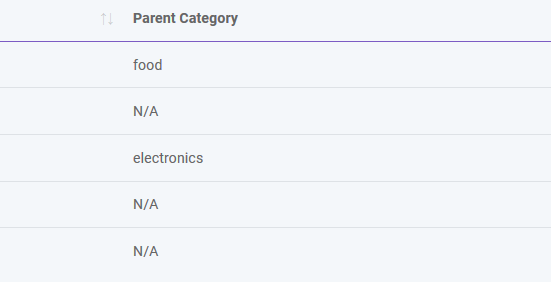 Parent Category
food
N/A
electronics
N/A
N/A